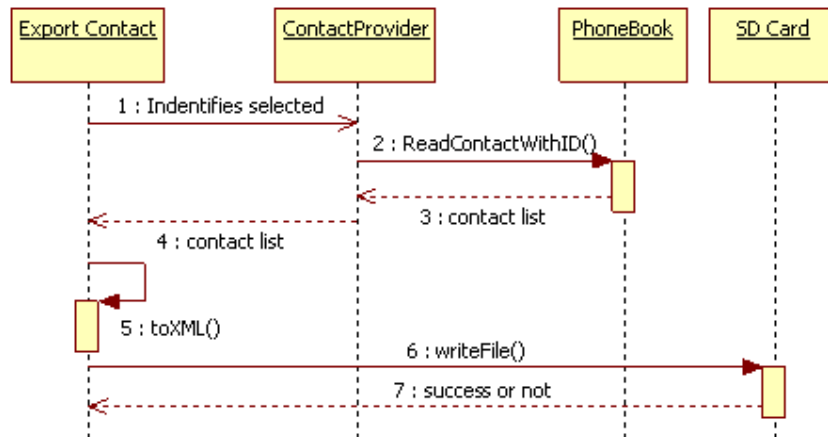 Export Contact
ContactProvider
PhoneBook
SD Card
1 : Indentifies selected
2 : ReadContactWithID()
3 : contact list
4 : contact list
5 : toXML()
6 : writeFile()
7 : success or not